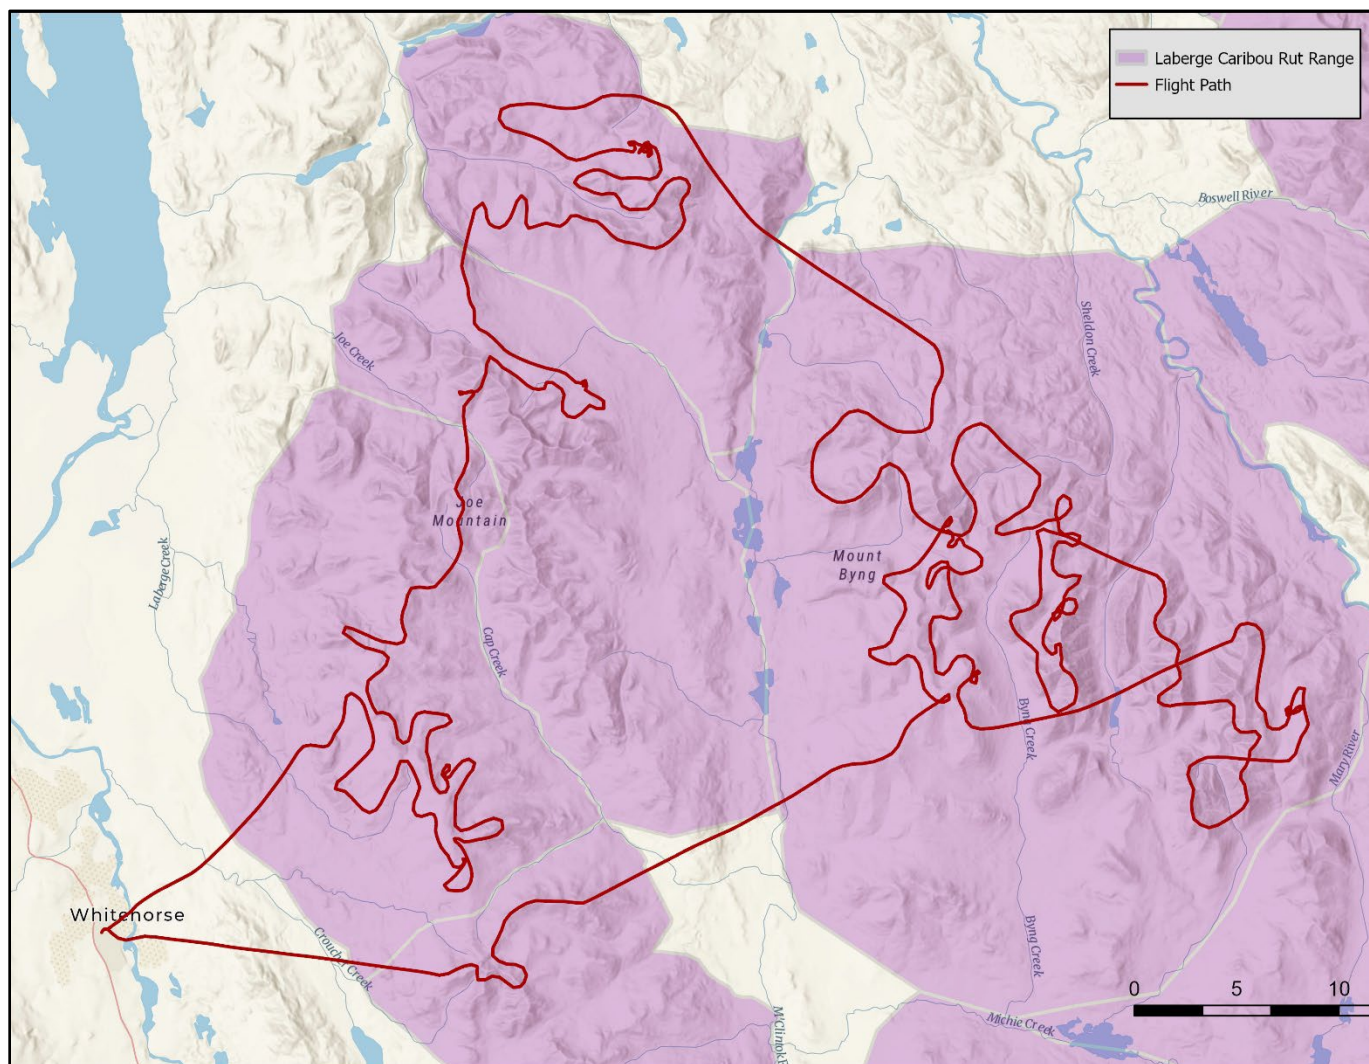 Laberge Caribou Rut Range
Flight Path
Boswell River
Sheldon Creek
Joe Creek
Joe
Mountain
Mount
Byng
Laberge Creek
Cap Creek
Byng Creek
Mary River
Whitehorse
Croucher Creek
Byng Creek
0 5 10
Michie Creek